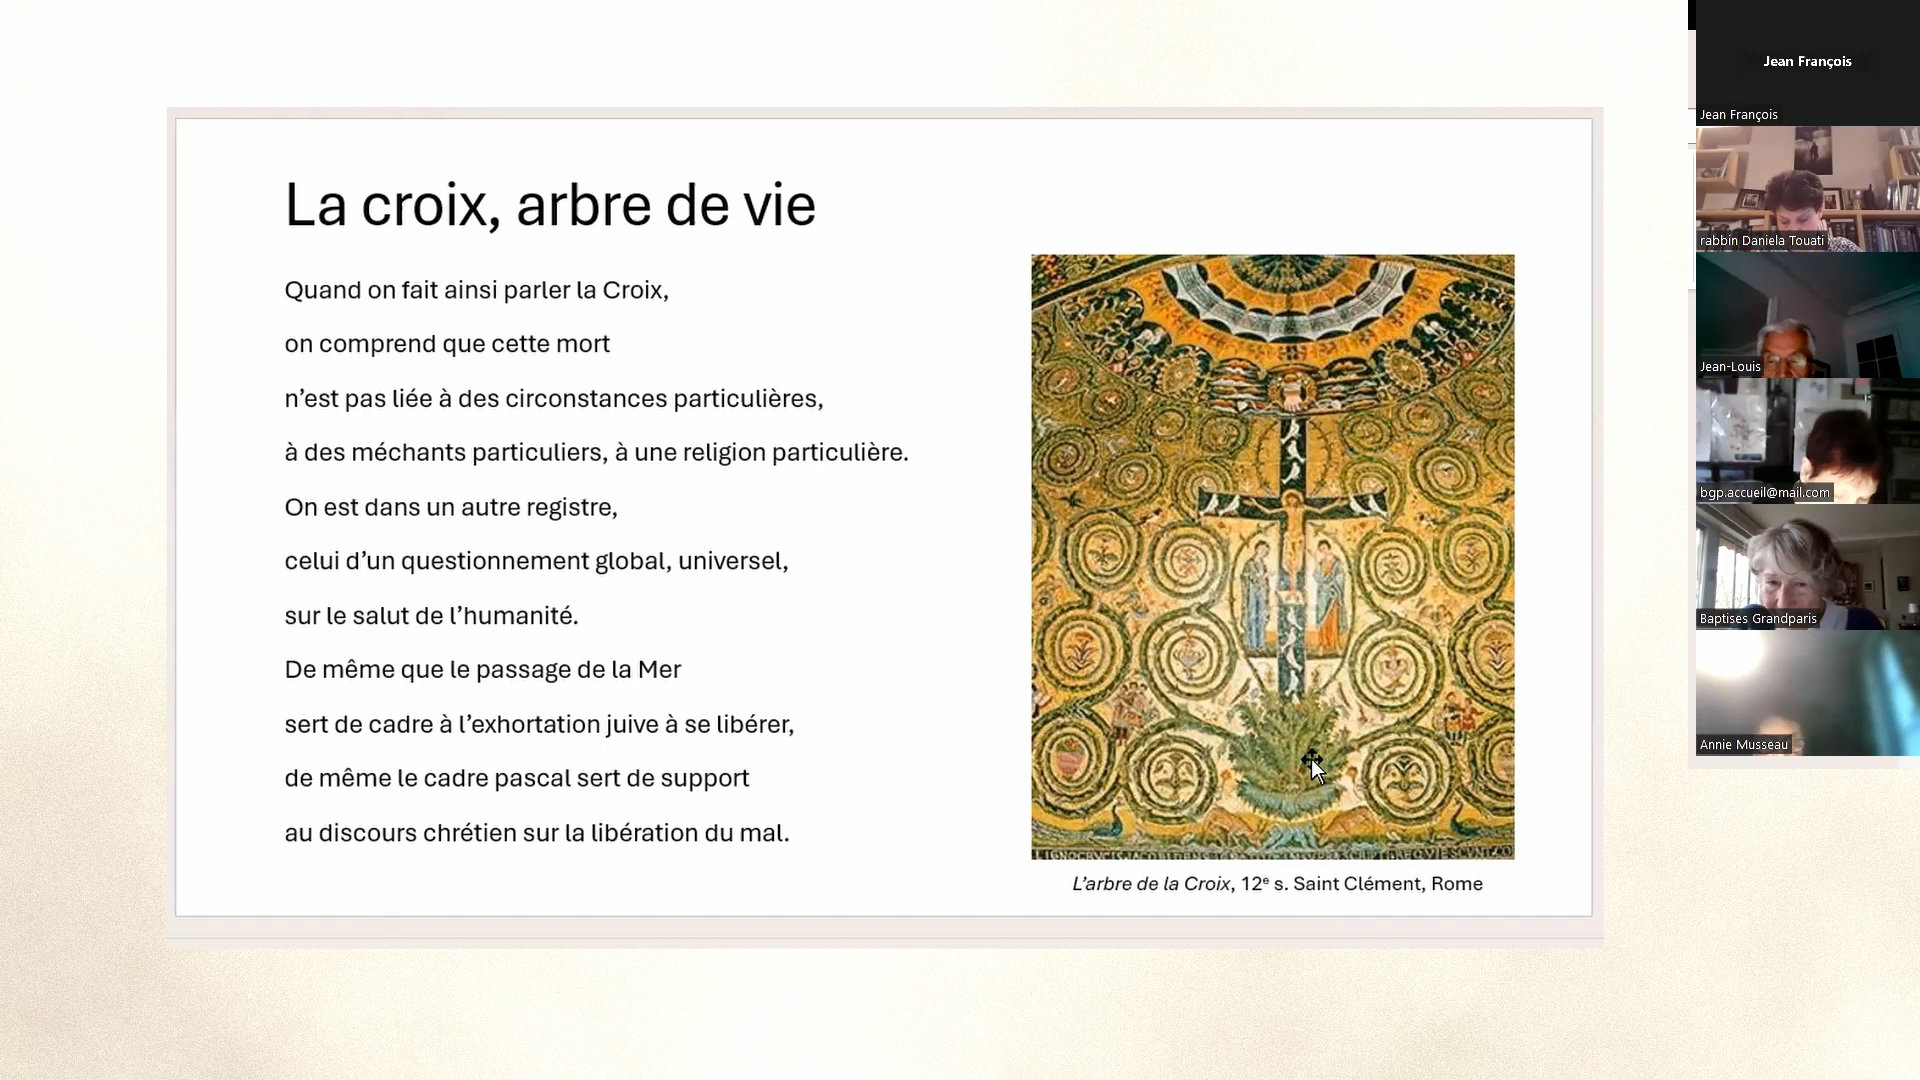 La croix, arbre de vie
Quand on fait ainsi parler la Croix,
on comprend que cette mort
n’est pas liée à des circonstances particulières,
à des méchants particuliers, à une religion particulière.
On est dans un autre registre,
celui d’un questionnement global, universel,
sur le salut de l’humanité.
De même que le passage de la Mer
sert de cadre à l’exhortation juive à se libérer,
de même le cadre pascal sert de support
au discours chrétien sur la libération du mal.
L’arbre de la Croix, 12e s. Saint Clément, Rome
Jean François
Jean François
rabbin Daniela Touati
Jean-Louis
bgp.accueil@mail.com
Baptises Grandparis
Annie Musseau